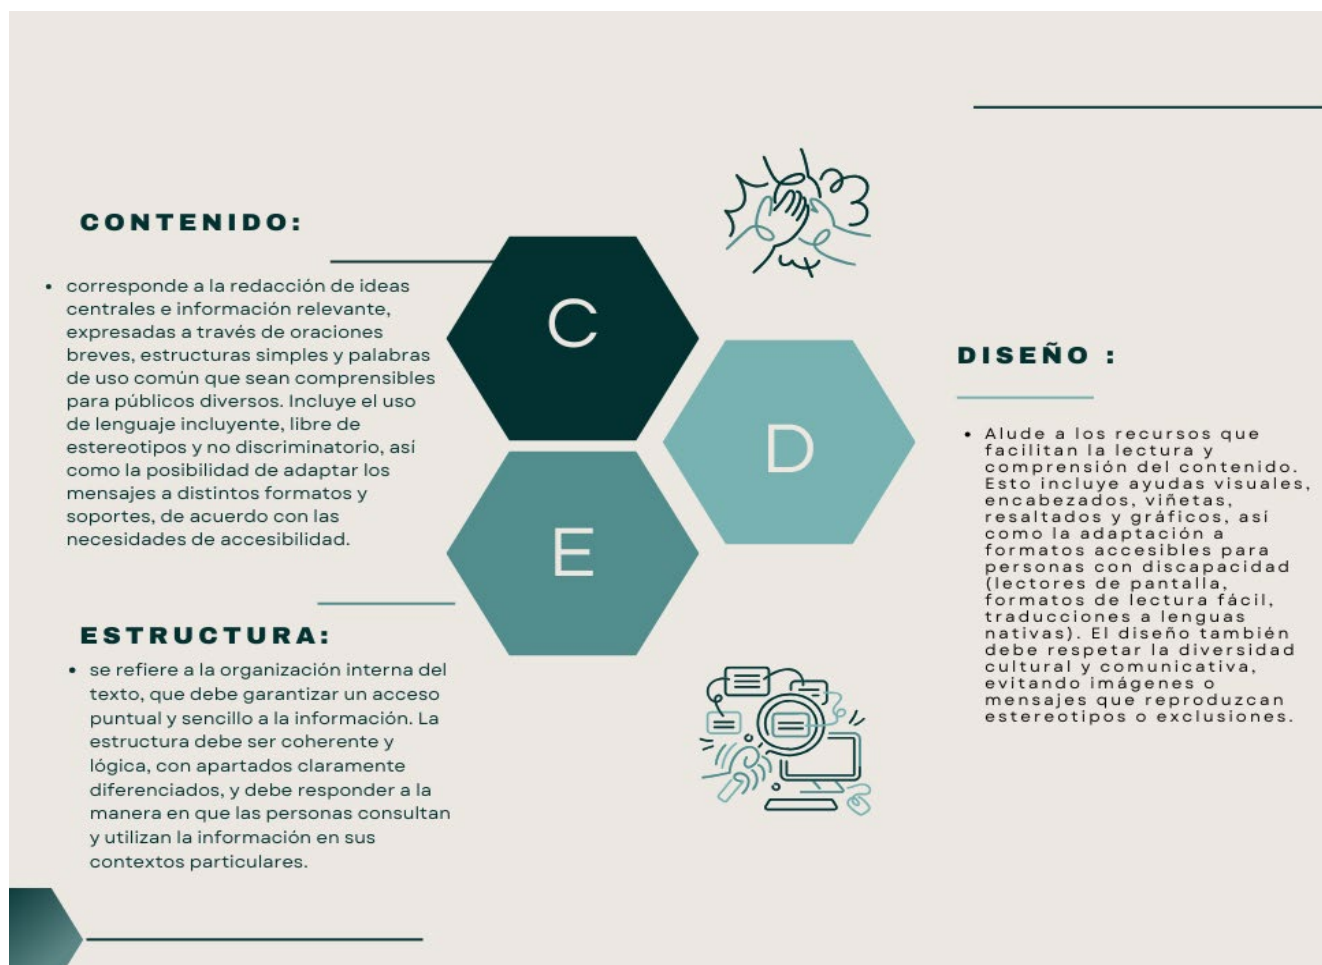 CONTENIDO:
• corresponde a la redacción de ideas
centrales e información relevante,
expresadas a través de oraciones
breves, estructuras simples y palabras
de uso común que sean comprensibles
para públicos diversos. Incluye el uso
de lenguaje incluyente, libre de
estereotipos y no discriminatorio, así
como la posibilidad de adaptar los
mensajes a distintos formatos y
soportes, de acuerdo con las
necesidades de accesibilidad.
C
D
E
ESTRUCTURA:
• se refiere a la organización interna del
texto, que debe garantizar un acceso
puntual y sencillo a la información. La
estructura debe ser coherente y
lógica, con apartados claramente
diferenciados, y debe responder a la
manera en que las personas consultan
y utilizan la información en sus
contextos particulares.
DISEÑO :
• Alude a los recursos que
facilitan la lectura y
comprensión del contenido.
Esto incluye ayudas visuales,
encabezados, viñetas,
resaltados y gráficos, así
como la adaptación a
formatos accesibles para
personas con discapacidad
(lectores de pantalla,
formatos de lectura fácil,
traducciones a lenguas
nativas). El diseño también
debe respetar la diversidad
cultural y comunicativa,
evitando imágenes o
mensajes que reproduzcan
estereotipos o exclusiones.